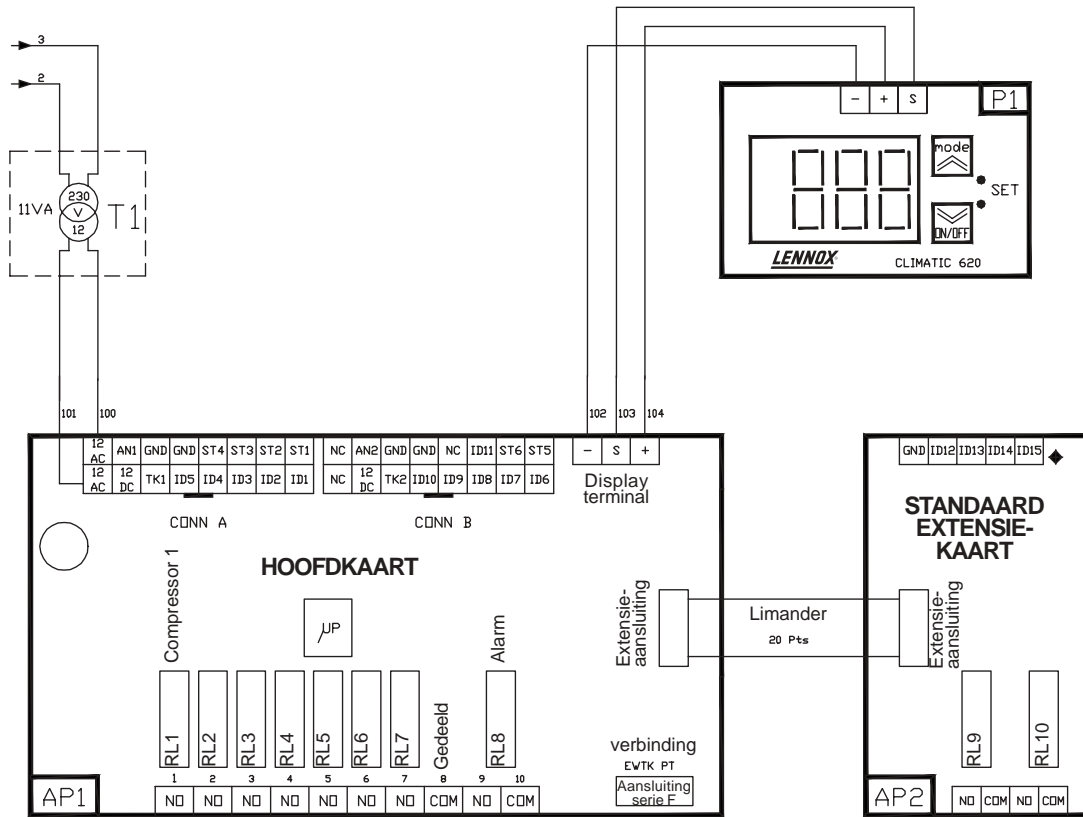 3
2
P1
- + S
mode
SET
ON/OFF
LENNOX
CLIMATIC 620
11VA
230
V
12
T1
101 100
102 103 104
12 AC AN1 GND GND ST4 ST3 ST2 ST1
12 AC 12 DC TK1 ID5 ID4 ID3 ID2 ID1
NC AN2 GND GND NC ID11 ST6 ST5
NC 12 DC TK2 ID10 ID9 ID8 ID7 ID6
- S +
Display
terminal
CONN A
CONN B
GND ID12 ID13 ID14 ID15
STANDAARD
EXTENSIE-
KAART
HOOFDKAART
Compressor 1
µP
Alarm
Extensie-
aansluiting
Limander
20 Pts
Extensie-
aansluiting
RL1 RL2 RL3 RL4 RL5 RL6 RL7 Gedeeld RL8
RL9 RL10
verbinding
EWTK PT
Aansluiting
serie F
1 2 3 4 5 6 7 8 9 10
AP1
NO NO NO NO NO NO NO COM NO COM
AP2
NO COM NO COM